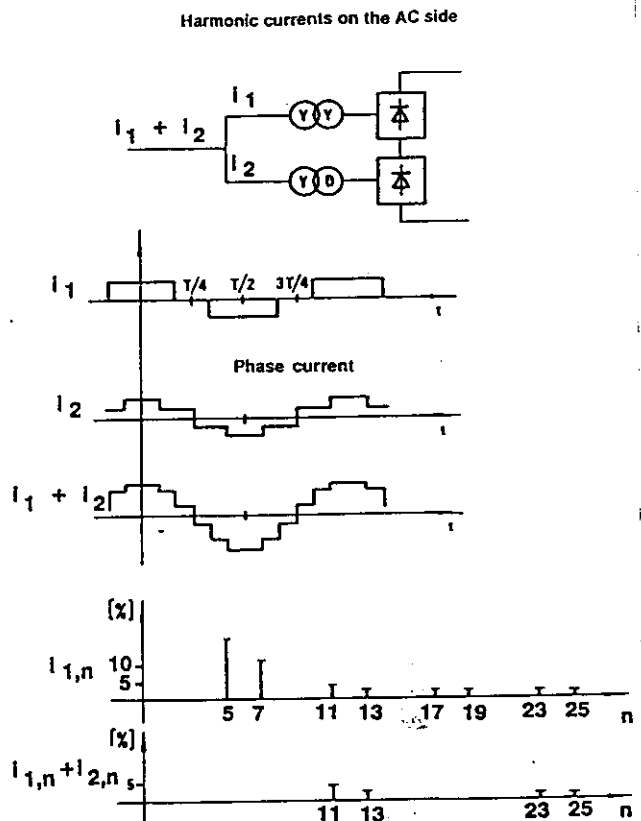 Harmonic currents on the AC side
i1
Y Y
i1 + i2
i2
Y D
i1
T/4 T/2 3T/4
t
Phase current
i2
t
i1 + i2
t
[%]
i1,n
10
5
5 7 11 13 17 19 23 25 n
[%]
i1,n+i2,n
5
11 13 23 25 n